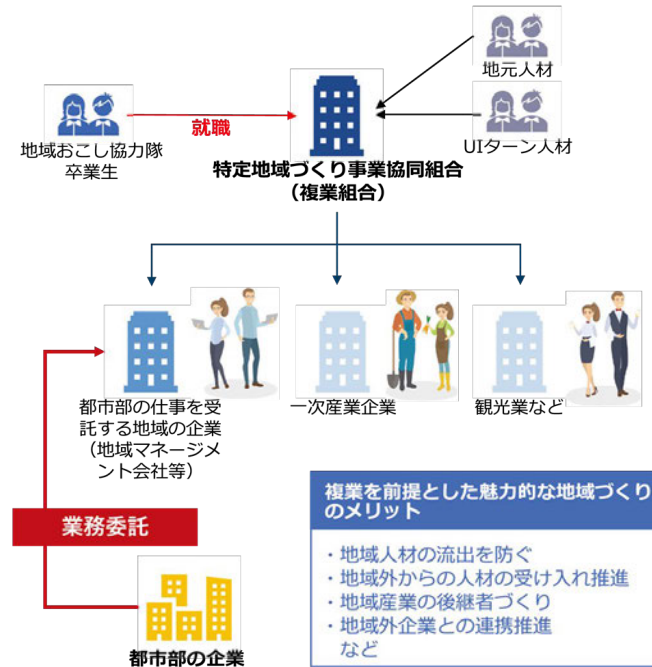 地元人材
就職
地域おこし協力隊
卒業生
UIターン人材
特定地域づくり事業協同組合
（複業組合）
都市部の仕事を受
託する地域の企業
（地域マネージメ
ント会社等）
一次産業企業
観光業など
業務委託
都市部の企業
複業を前提とした魅力的な地域づくり
のメリット
・地域人材の流出を防ぐ
・地域外からの人材の受け入れ推進
・地域産業の後継者づくり
・地域外企業との連携推進
など